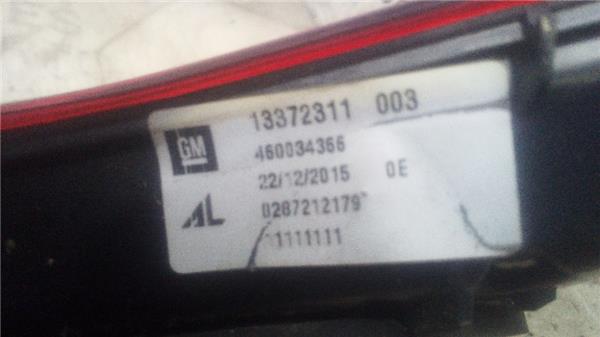 GM 13372311 003
460034366
22/12/2015 0E
AL 0287212179
1111111